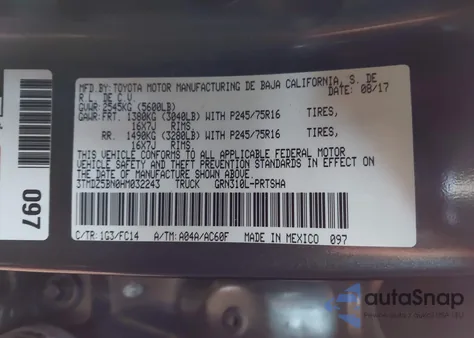 MFD.BY: TOYOTA MOTOR MANUFACTURING DE BAJA CALIFORNIA, S. DE
R.L. DE C.V. DATE: 08/17
GVWR: 2545KG (5600LB)
GAWR: FRT. 1380KG (3040LB) WITH P245/75R16 TIRES,
16X7J RIMS
RR. 1490KG (3280LB) WITH P245/75R16 TIRES,
16X7J RIMS
THIS VEHICLE CONFORMS TO ALL APPLICABLE FEDERAL MOTOR
VEHICLE SAFETY AND THEFT PREVENTION STANDARDS IN EFFECT ON
THE DATE OF MANUFACTURE SHOWN ABOVE.
3TMDZ5BN0HM032243 TRUCK GRN310L-PRTSHA
C/TR: 1G3/FC14 A/TM: A04A/AC60F MADE IN MEXICO 097
097
autaSnap